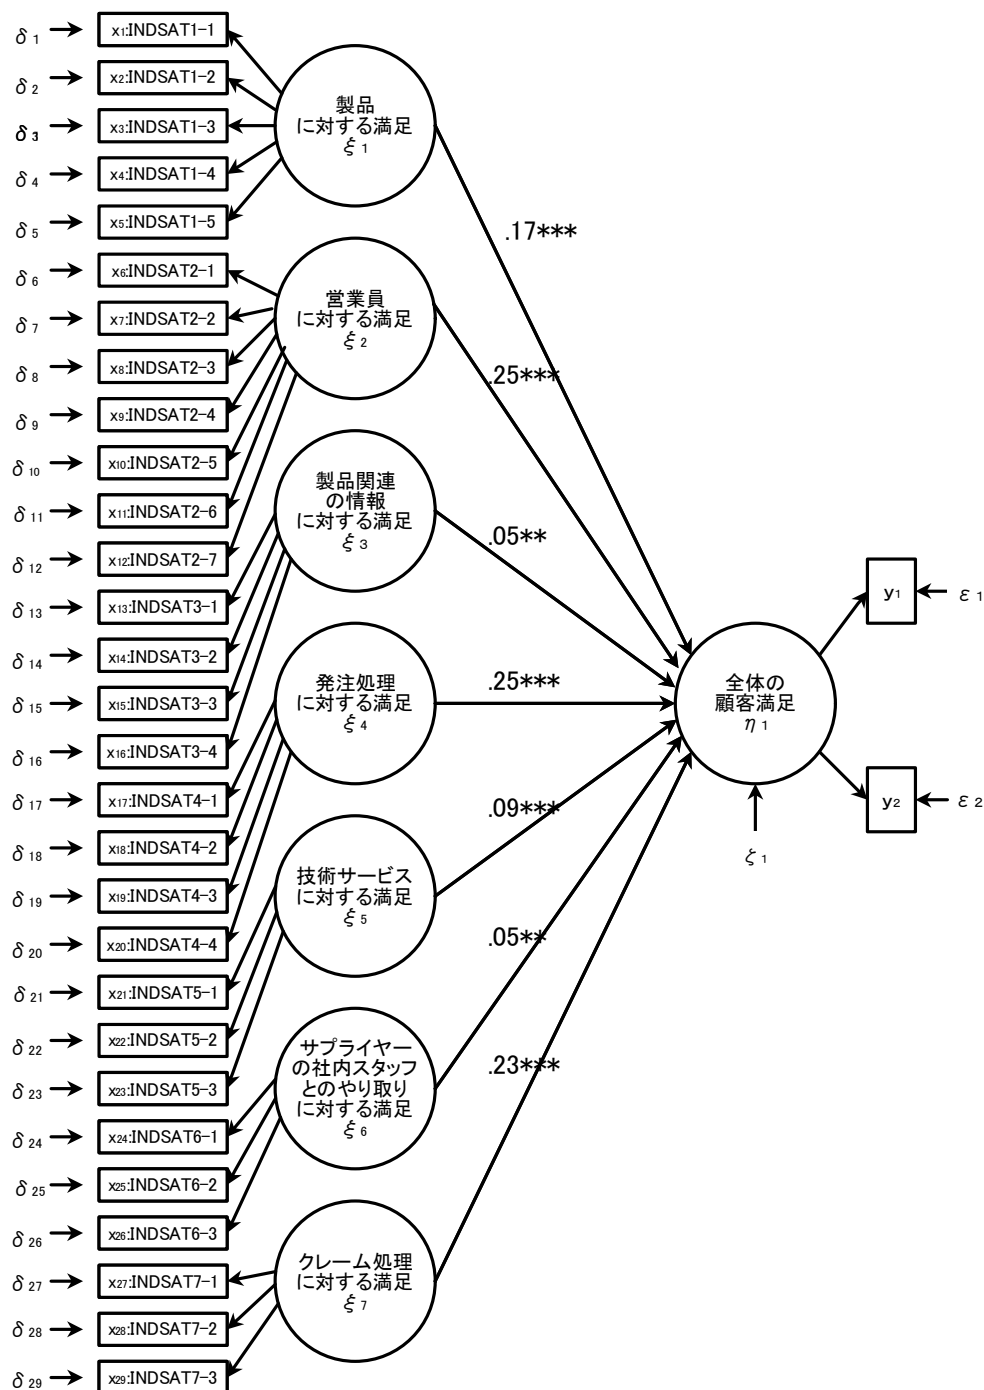 δ1
x1:INDSAT1-1
δ2
x2:INDSAT1-2
δ3
x3:INDSAT1-3
δ4
x4:INDSAT1-4
δ5
x5:INDSAT1-5
δ6
x6:INDSAT2-1
δ7
x7:INDSAT2-2
δ8
x8:INDSAT2-3
δ9
x9:INDSAT2-4
δ10
x10:INDSAT2-5
δ11
x11:INDSAT2-6
δ12
x12:INDSAT2-7
δ13
x13:INDSAT3-1
δ14
x14:INDSAT3-2
δ15
x15:INDSAT3-3
δ16
x16:INDSAT3-4
δ17
x17:INDSAT4-1
δ18
x18:INDSAT4-2
δ19
x19:INDSAT4-3
δ20
x20:INDSAT4-4
δ21
x21:INDSAT5-1
δ22
x22:INDSAT5-2
δ23
x23:INDSAT5-3
δ24
x24:INDSAT6-1
δ25
x25:INDSAT6-2
δ26
x26:INDSAT6-3
δ27
x27:INDSAT7-1
δ28
x28:INDSAT7-2
δ29
x29:INDSAT7-3
製品
に対する満足
ξ1
営業員
に対する満足
ξ2
製品関連
の情報
に対する満足
ξ3
発注処理
に対する満足
ξ4
技術サービス
に対する満足
ξ5
サプライヤー
の社内スタッフ
とのやり取り
に対する満足
ξ6
クレーム処理
に対する満足
ξ7
.17***
.25***
.05**
.25***
.09***
.05**
.23***
全体の
顧客満足
η1
ζ1
y1
ε1
y2
ε2